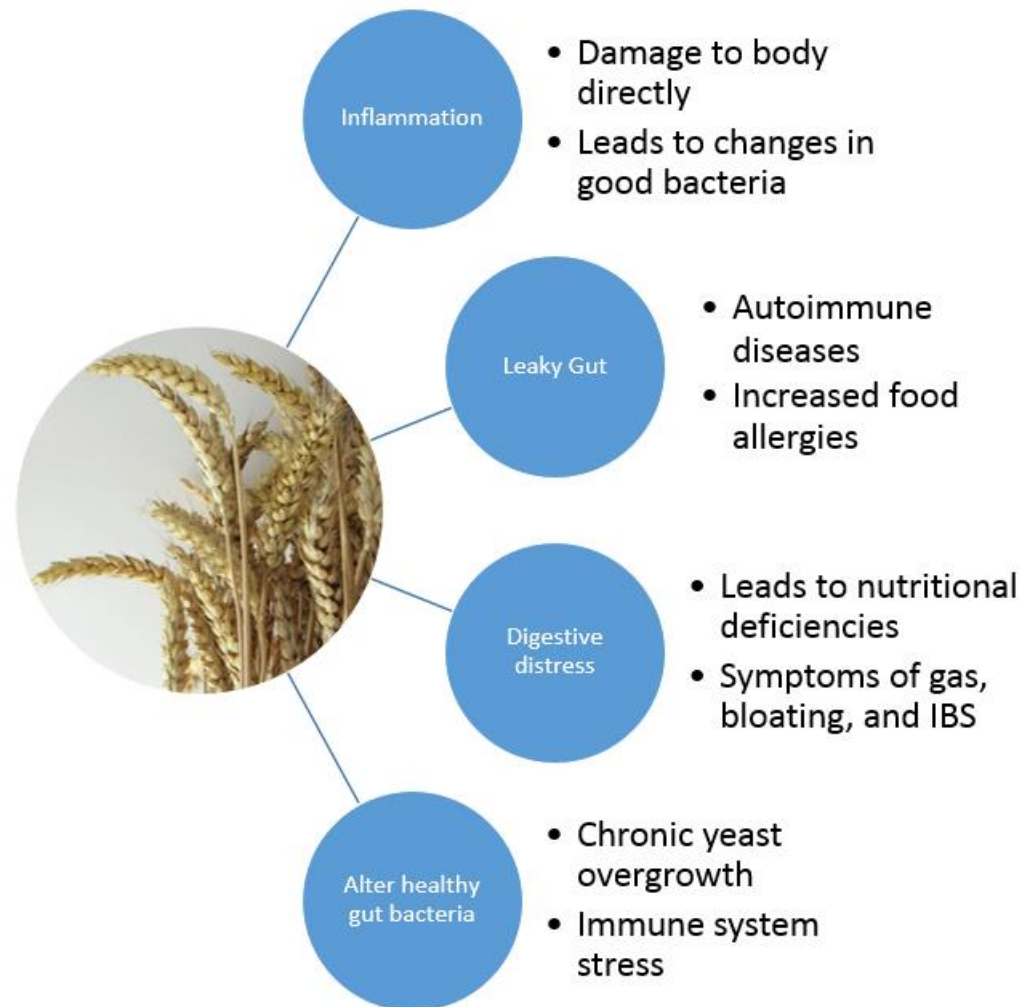 Inflammation
• Damage to body
directly
• Leads to changes in
good bacteria
Leaky Gut
• Autoimmune
diseases
• Increased food
allergies
Digestive
distress
• Leads to nutritional
deficiencies
• Symptoms of gas,
bloating, and IBS
Alter healthy
gut bacteria
• Chronic yeast
overgrowth
• Immune system
stress